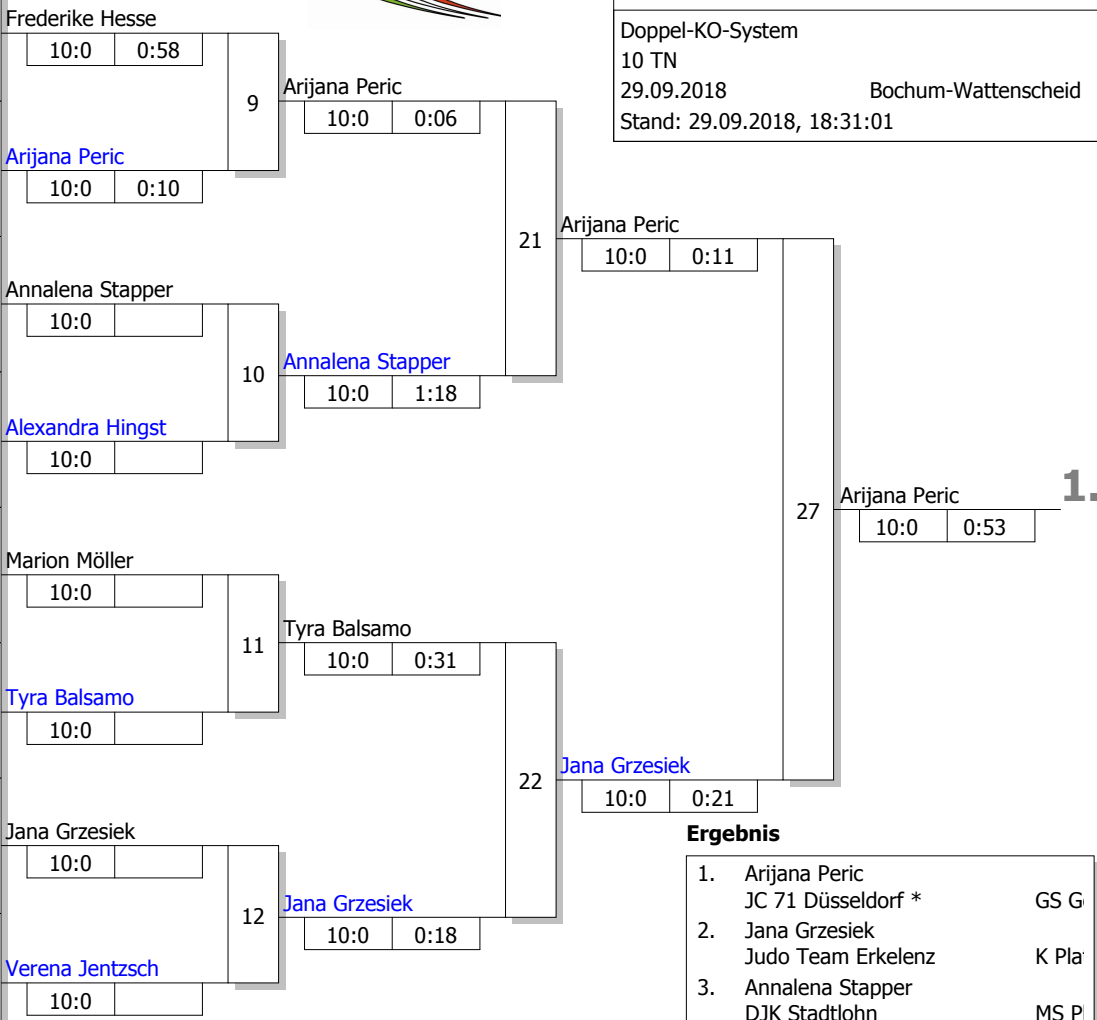 Frederike Hesse
10:0 0:58
9
Arijana Peric
10:0 0:06
Arijana Peric
10:0 0:10
Doppel-KO-System
10 TN
29.09.2018 Bochum-Wattenscheid
Stand: 29.09.2018, 18:31:01
21
Arijana Peric
10:0 0:11
Annalena Stapper
10:0
10
Annalena Stapper
10:0 1:18
Alexandra Hingst
10:0
27
Arijana Peric
10:0 0:53
1.
Marion Möller
10:0
11
Tyra Balsamo
10:0 0:31
Tyra Balsamo
10:0
22
Jana Grzesiek
10:0 0:21
Jana Grzesiek
10:0
12
Jana Grzesiek
10:0 0:18
Verena Jentzsch
10:0
Ergebnis
1. Arijana Peric
JC 71 Düsseldorf * GS
2. Jana Grzesiek
Judo Team Erkelenz K
3. Annalena Stapper
DJK Stadtlohn MS